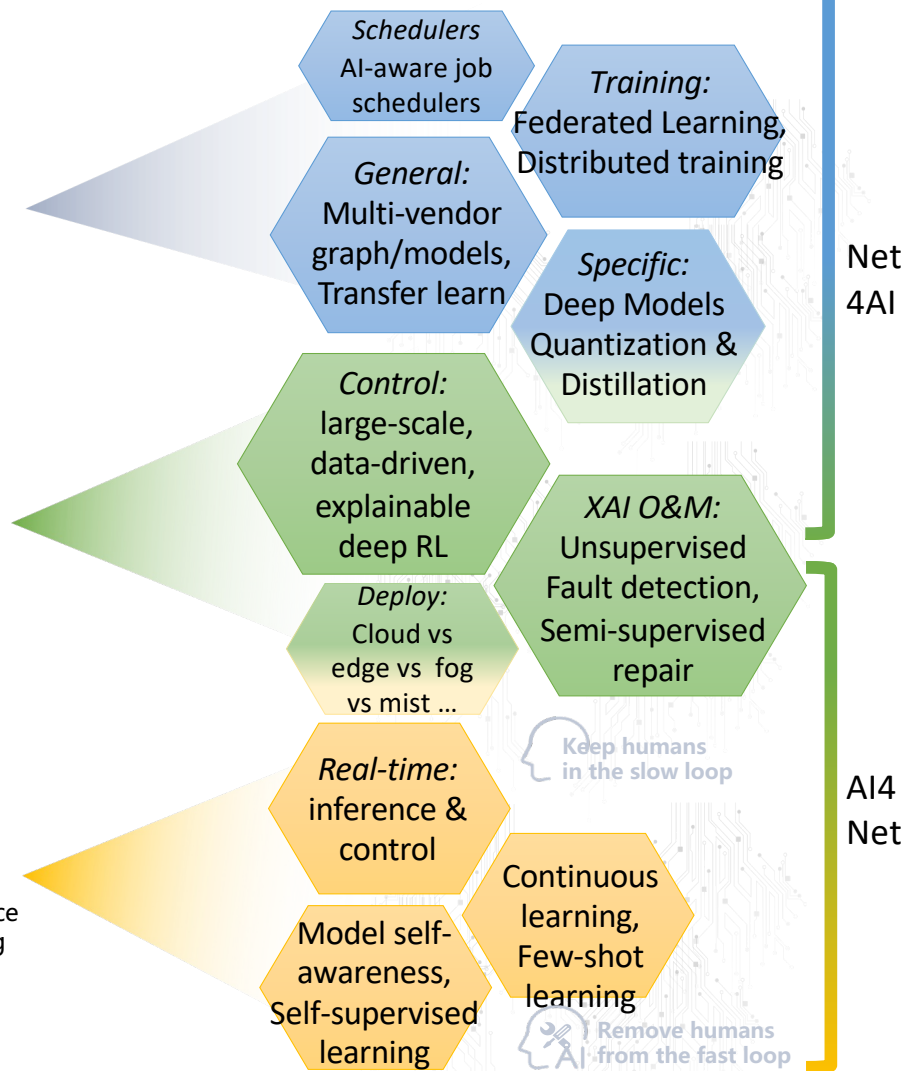 Schedulers
AI-aware job
schedulers
Training:
Federated Learning,
Distributed training
General:
Multi-vendor
graph/models,
Transfer learn
Specific:
Deep Models
Quantization &
Distillation
Net
4AI
Control:
large-scale,
data-driven,
explainable
deep RL
XAI O&M:
Unsupervised
Fault detection,
Semi-supervised
repair
Deploy:
Cloud vs
edge vs fog
vs mist ...
Keep humans
in the slow loop
Real-time:
inference &
control
AI4
Net
Continuous
learning,
Few-shot
learning
ce
g
Model self-
awareness,
Self-supervised
learning
AI
Remove humans
from the fast loop